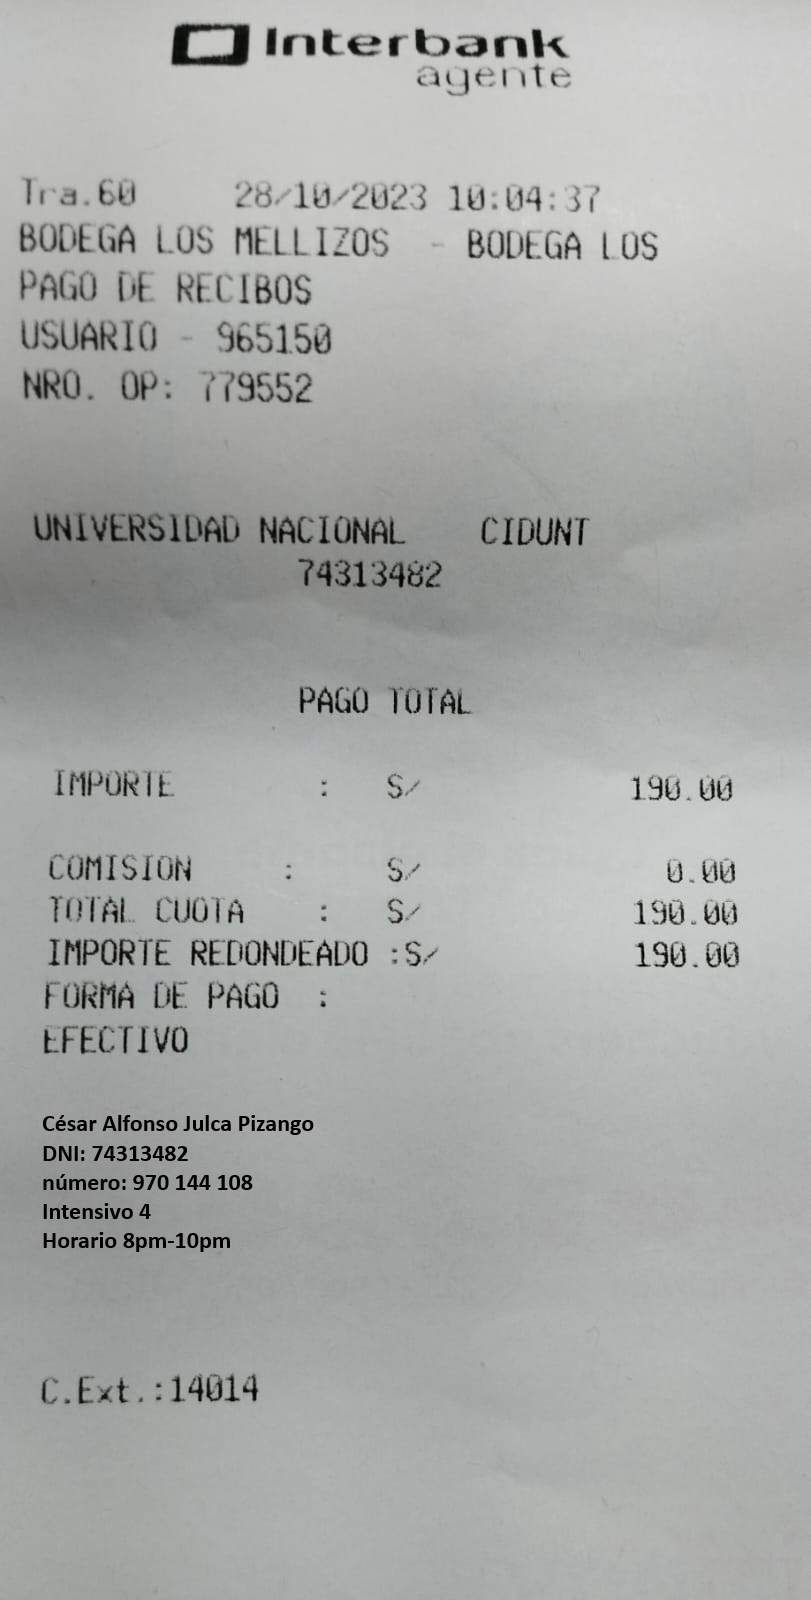 Interbank
agente
Tra.60 28/10/2023 10:04:37
BODEGA LOS MELLIZOS - BODEGA LOS
PAGO DE RECIBOS
USUARIO - 965150
NRO. OP: 779552
UNIVERSIDAD NACIONAL CIDUNT
74313482
PAGO TOTAL
IMPORTE : S/ 190.00
COMISION : S/ 0.00
TOTAL CUOTA : S/ 190.00
IMPORTE REDONDEADO :S/ 190.00
FORMA DE PAGO :
EFECTIVO
César Alfonso Julca Pizango
DNI: 74313482
número: 970 144 108
Intensivo 4
Horario 8pm-10pm
C.Ext.:14014